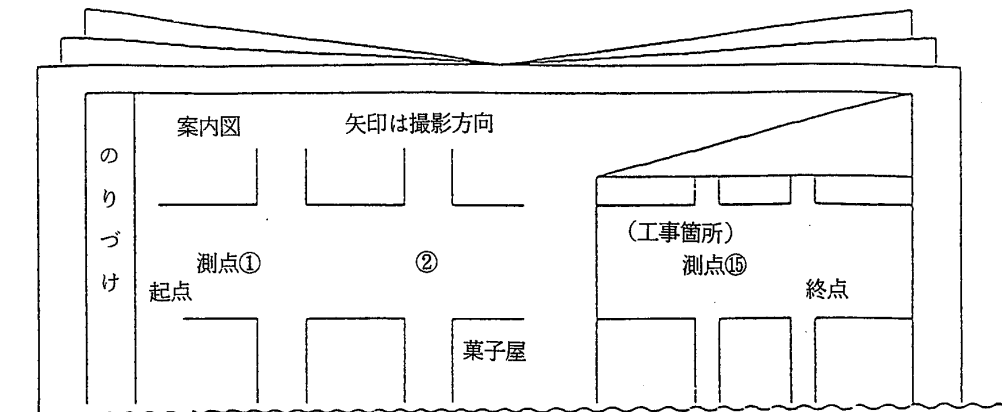 のりづけ
案内図
矢印は撮影方向
測点①
②
起点
菓子屋
(工事箇所)
測点⑮
終点